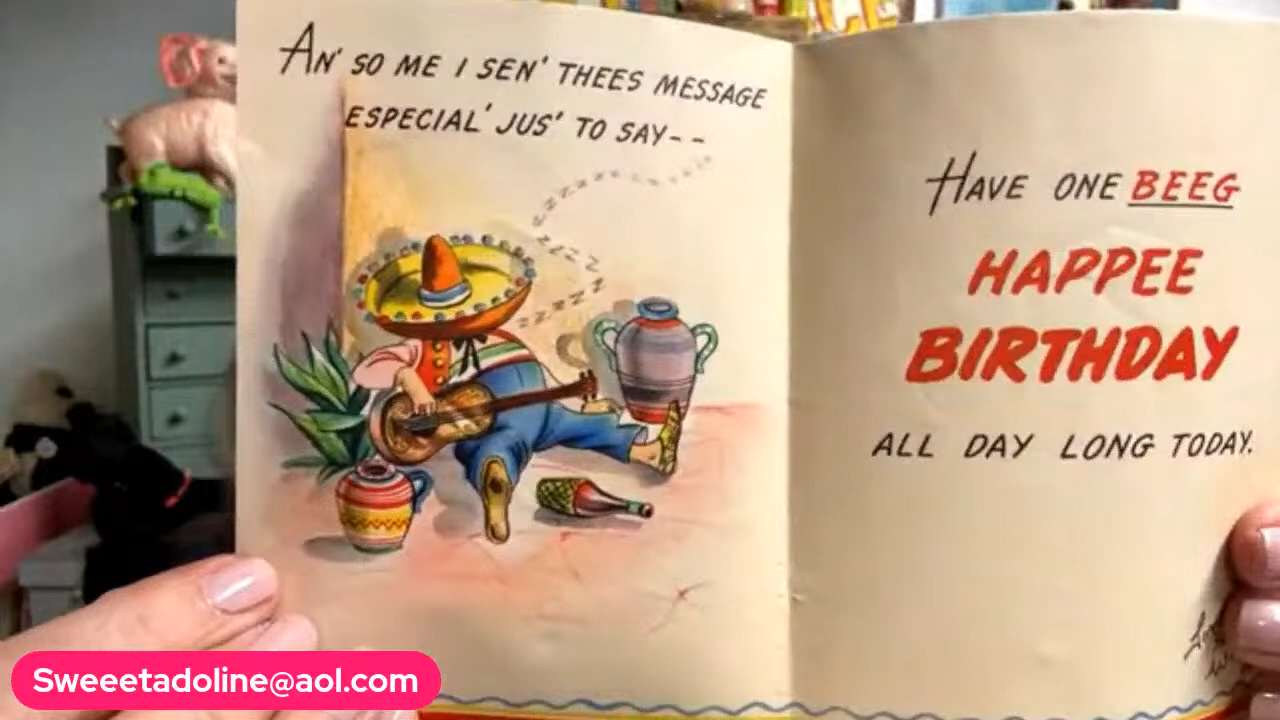 AN' SO ME I SEN' THEES MESSAGE
ESPECIAL' JUS' TO SAY--
ZZZZZZZZZZZZZZZ
HAVE ONE BEEG
HAPPEE
BIRTHDAY
ALL DAY LONG TODAY.
Sweeetadoline@aol.com